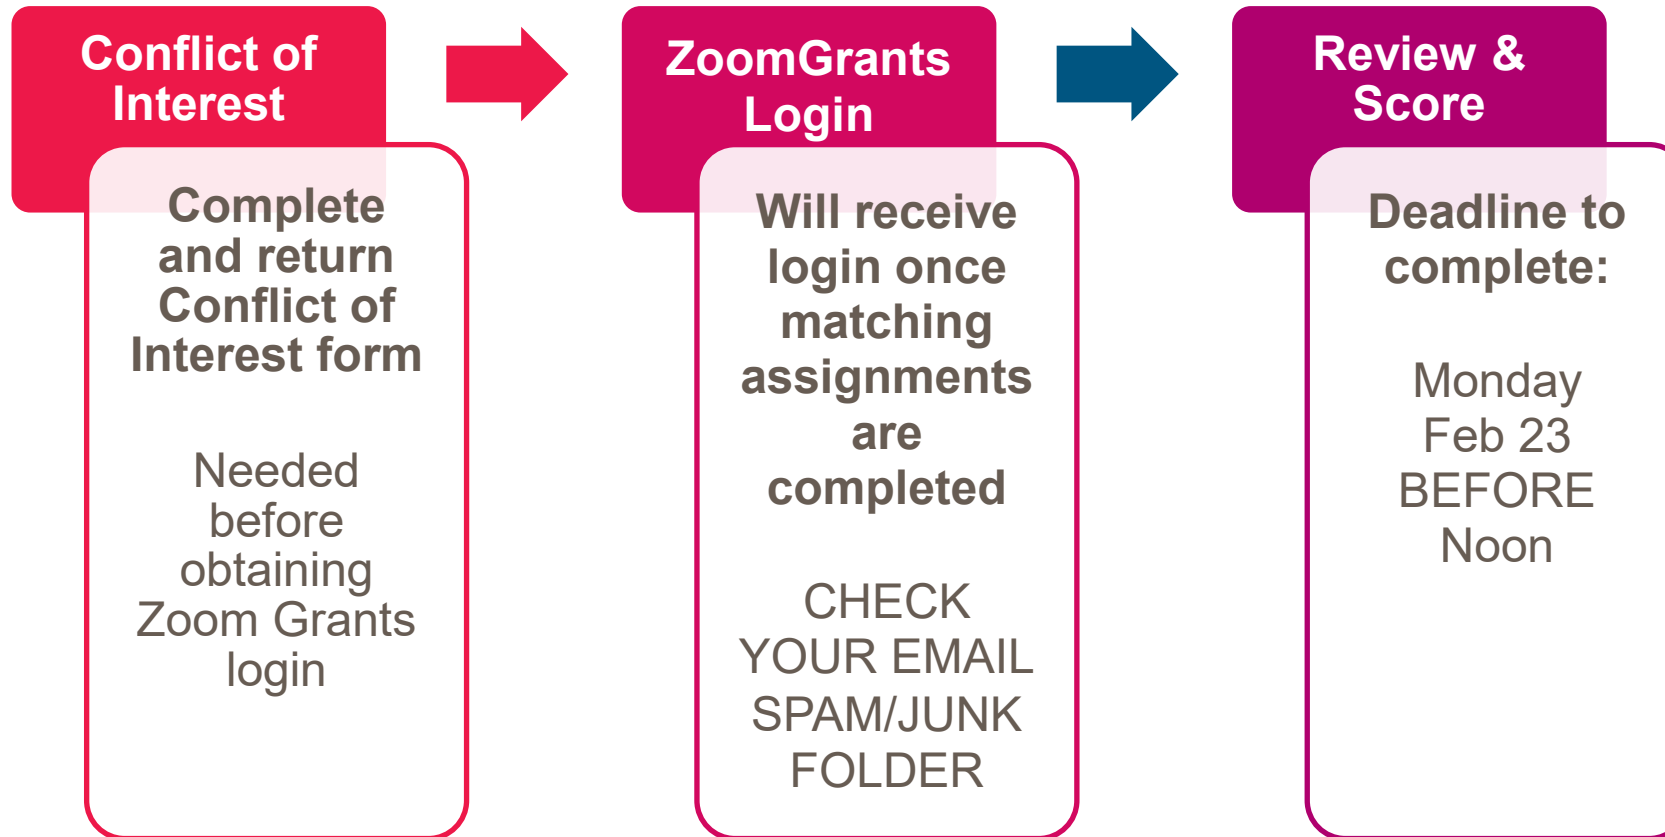 Conflict of
Interest
Complete
and return
Conflict of
Interest form
Needed
before
obtaining
Zoom Grants
login
ZoomGrants
Login
Will receive
login once
matching
assignments
are
completed
CHECK
YOUR EMAIL
SPAM/JUNK
FOLDER
Review &
Score
Deadline to
complete:
Monday
Feb 23
BEFORE
Noon